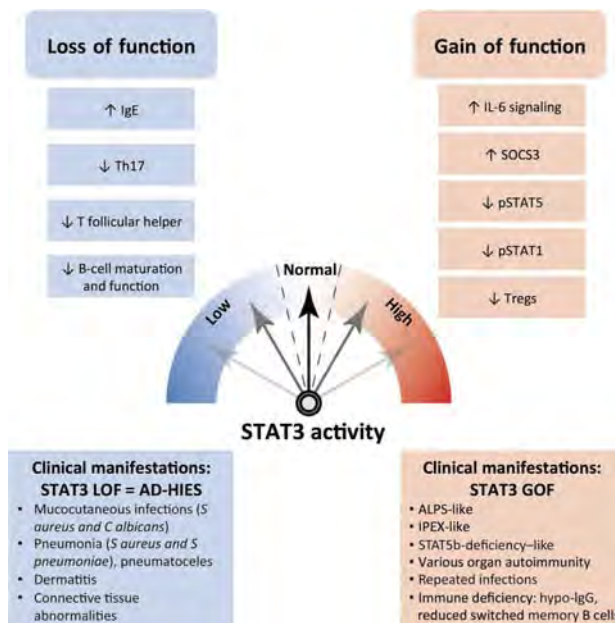 Loss of function
↑ IgE
↓ Th17
↓ T follicular helper
↓ B-cell maturation
and function
Gain of function
↑ IL-6 signaling
↑ SOCS3
↓ pSTAT5
↓ pSTAT1
↓ Tregs
Low
Normal
High
STAT3 activity
Clinical manifestations:
STAT3 LOF = AD-HIES
• Mucocutaneous infections (S
aureus and C albicans)
• Pneumonia (S aureus and S
pneumoniae), pneumatoceles
• Dermatitis
• Connective tissue
abnormalities
Clinical manifestations:
STAT3 GOF
• ALPS-like
• IPEX-like
• STAT5b-deficiency–like
• Various organ autoimmunity
• Repeated infections
• Immune deficiency: hypo-IgG,
reduced switched memory B cells